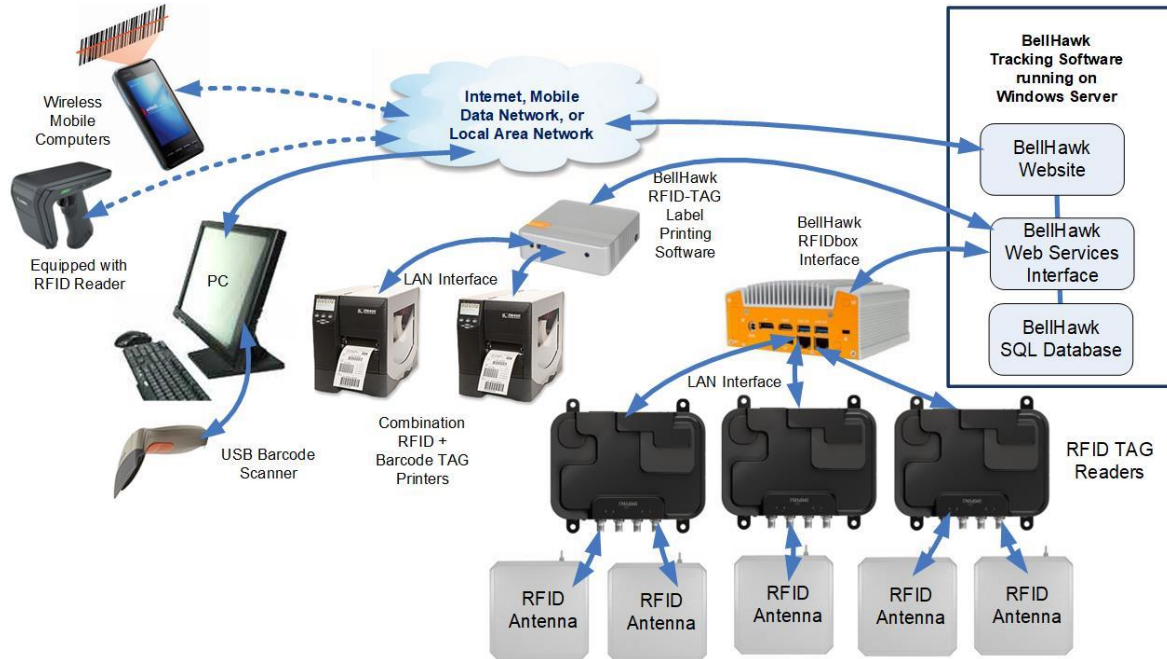 BellHawk
Tracking Software
running on
Windows Server
Internet, Mobile
Data Network, or
Local Area Network
Wireless
Mobile
Computers
BellHawk
Website
BellHawk
RFID-TAG
Label
Printing
Software
BellHawk
RFIDbox
Interface
BellHawk
Web Services
Interface
Equipped with
RFID Reader
PC
LAN Interface
BellHawk
SQL Database
LAN Interface
Combination
RFID +
Barcode TAG
Printers
USB Barcode
Scanner
RFID TAG
Readers
RFID
Antenna
RFID
Antenna
RFID
Antenna
RFID
Antenna
RFID
Antenna